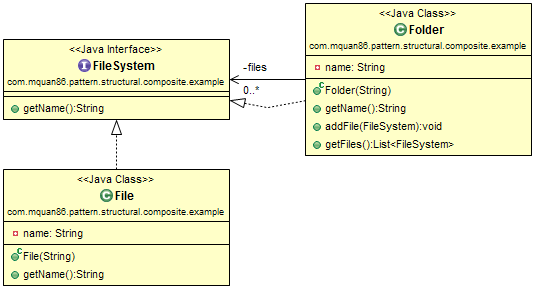 <<Java Interface>>
FileSystem
com.mquan86.pattern.structural.composite.example
getName():String
-files
0..*
<<Java Class>>
Folder
com.mquan86.pattern.structural.composite.example
name: String
Folder(String)
getName():String
addFile(FileSystem):void
getFiles():List<FileSystem>
<<Java Class>>
File
com.mquan86.pattern.structural.composite.example
name: String
File(String)
getName():String